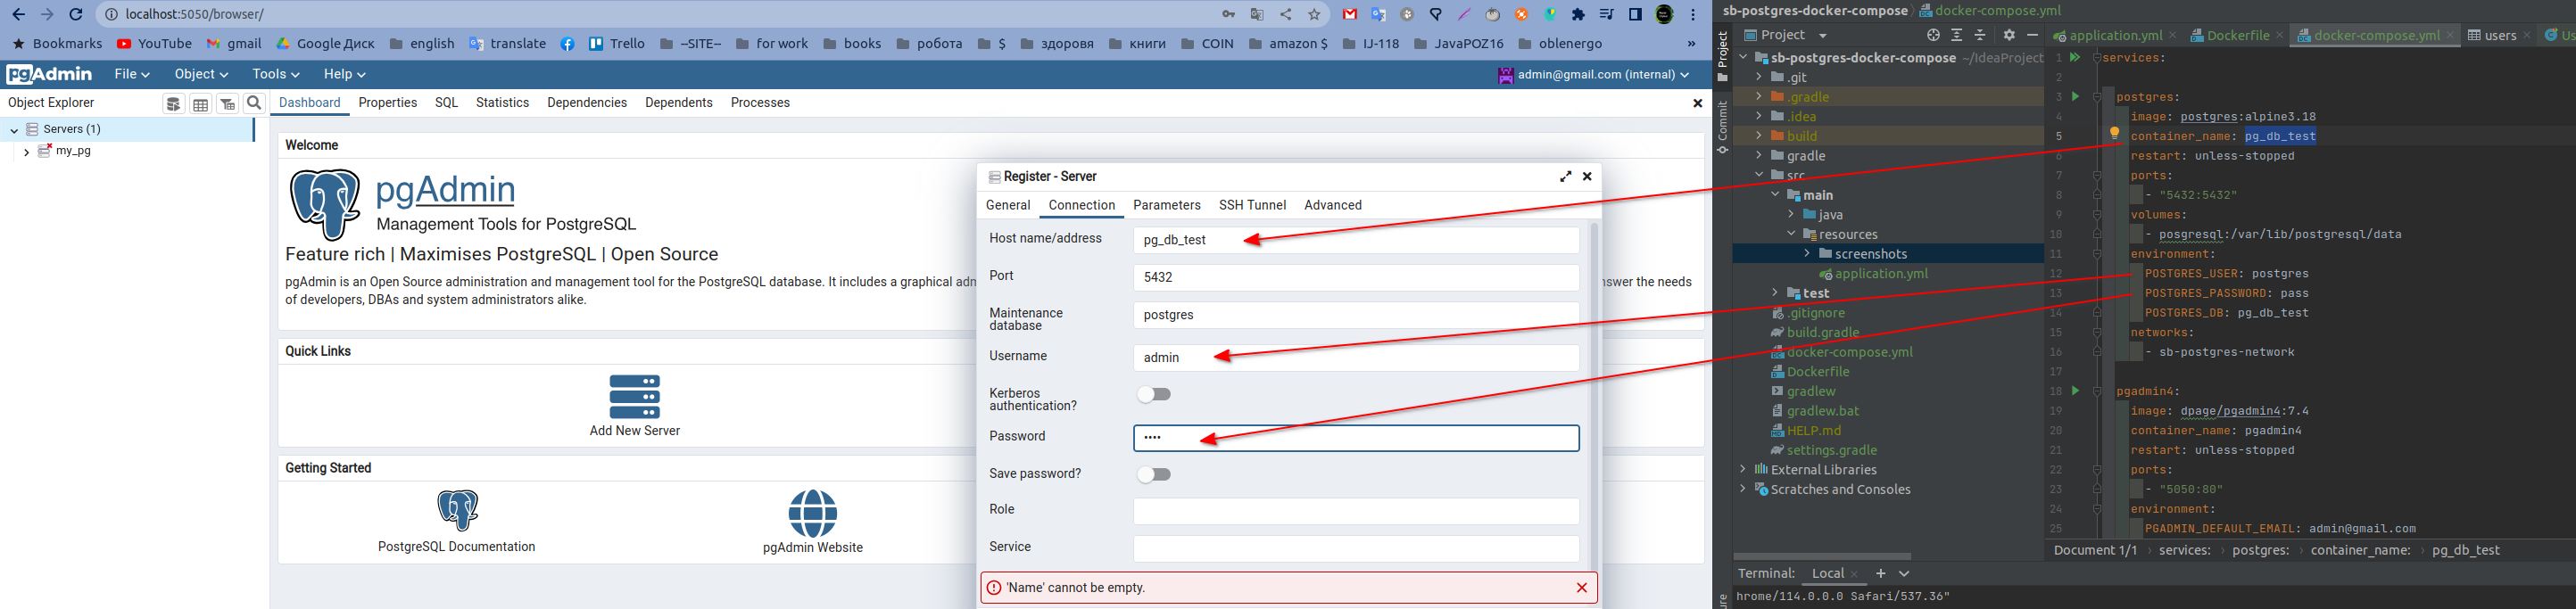 localhost:5050/browser/
Bookmarks YouTube gmail Google Диск english translate Trello --SITE-- for work books робота $ здоровя книги COIN amazon $ IJ-118 JavaPOZ16 oblenergo »
pgAdmin File Object Tools Help admin@gmail.com (internal)
Object Explorer
Servers (1)
my_pg
Dashboard Properties SQL Statistics Dependencies Dependents Processes
Welcome
pgAdmin
Management Tools for PostgreSQL
Feature rich | Maximises PostgreSQL | Open Source
pgAdmin is an Open Source administration and management tool for the PostgreSQL database. It includes a graphical adm
nswer the needs
of developers, DBAs and system administrators alike.
Quick Links
Add New Server
Getting Started
PostgreSQL Documentation
pgAdmin Website
Register - Server
General Connection Parameters SSH Tunnel Advanced
Host name/address pg_db_test
Port 5432
Maintenance
database
postgres
Username admin
Kerberos
authentication?
Password ····
Save password?
Role
Service
'Name' cannot be empty.
sb-postgres-docker-compose docker-compose.yml
Project
Commit
Project
sb-postgres-docker-compose ~/IdeaProject
.git
.gradle
.idea
build
gradle
src
main
java
resources
screenshots
application.yml
test
.gitignore
build.gradle
docker-compose.yml
Dockerfile
gradlew
gradlew.bat
HELP.md
settings.gradle
External Libraries
Scratches and Consoles
application.yml Dockerfile docker-compose.yml users Us
1 services:
2
3 postgres:
4 image: postgres:alpine3.18
5 container_name: pg_db_test
6 restart: unless-stopped
7 ports:
8 - "5432:5432"
9 volumes:
10 - posgresql:/var/lib/postgresql/data
11 environment:
12 POSTGRES_USER: postgres
13 POSTGRES_PASSWORD: pass
14 POSTGRES_DB: pg_db_test
15 networks:
16 - sb-postgres-network
17
18 pgadmin4:
19 image: dpage/pgadmin4:7.4
20 container_name: pgadmin4
21 restart: unless-stopped
22 ports:
23 - "5050:80"
24 environment:
25 PGADMIN_DEFAULT_EMAIL: admin@gmail.com
Document 1/1 › services: › postgres: › container_name: › pg_db_test
Terminal: Local × +
hrome/114.0.0.0 Safari/537.36"